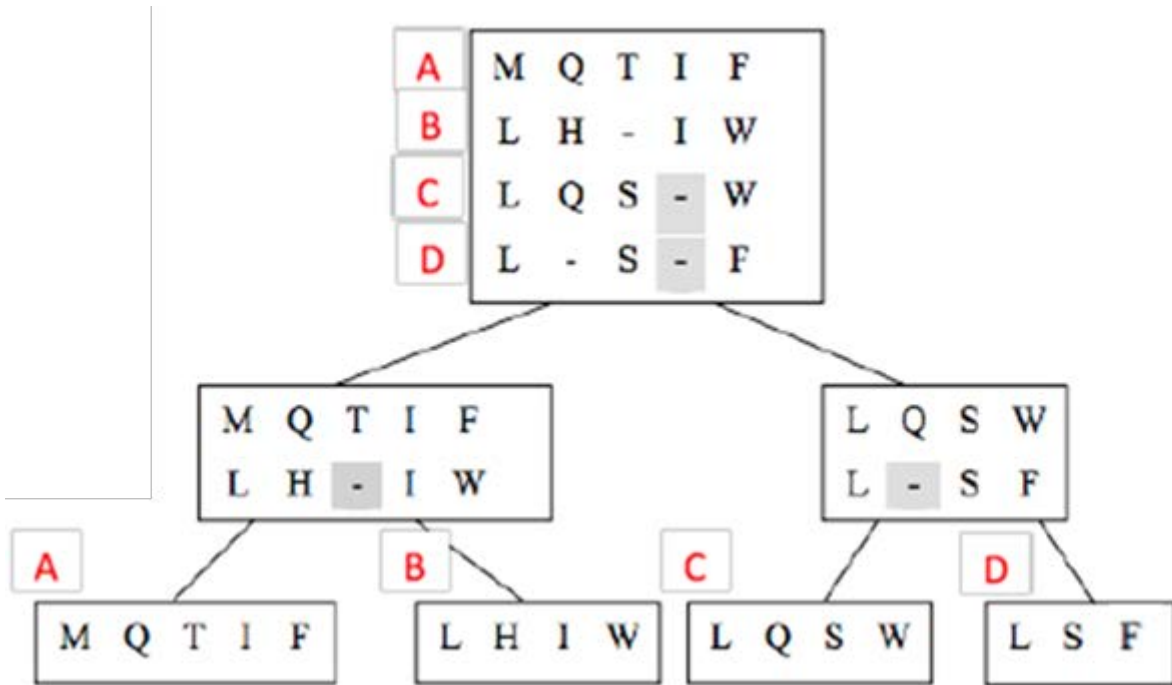 A M Q T I F
B L H - I W
C L Q S - W
D L - S - F
M Q T I F
L H - I W
L Q S W
L - S F
A B C D
M Q T I F
L H I W
L Q S W
L S F